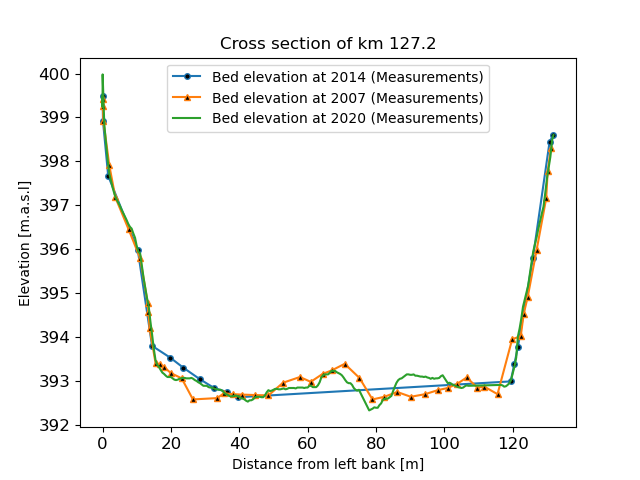 Cross section of km 127.2
Bed elevation at 2014 (Measurements)
Bed elevation at 2007 (Measurements)
Bed elevation at 2020 (Measurements)
Elevation [m.a.s.l]
400
399
398
397
396
395
394
393
392
0 20 40 60 80 100 120
Distance from left bank [m]